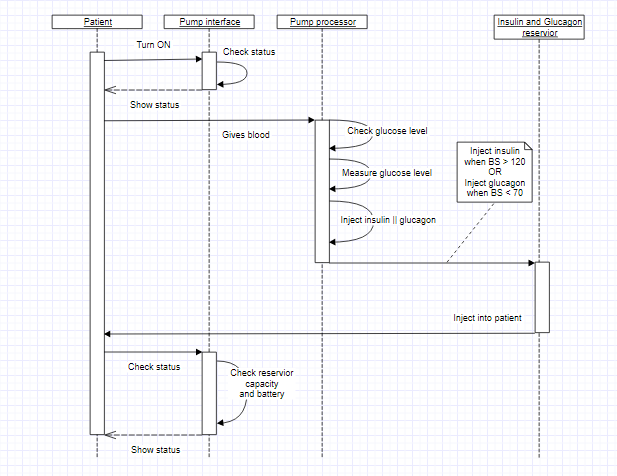 Patient
Pump interface
Pump processor
Insulin and Glucagon
reservior
Turn ON
Check status
Show status
Gives blood
Check glucose level
Measure glucose level
Inject insulin || glucagon
Inject insulin
when BS > 120
OR
Inject glucagon
when BS < 70
Inject into patient
Check status
Check reservior
capacity
and battery
Show status